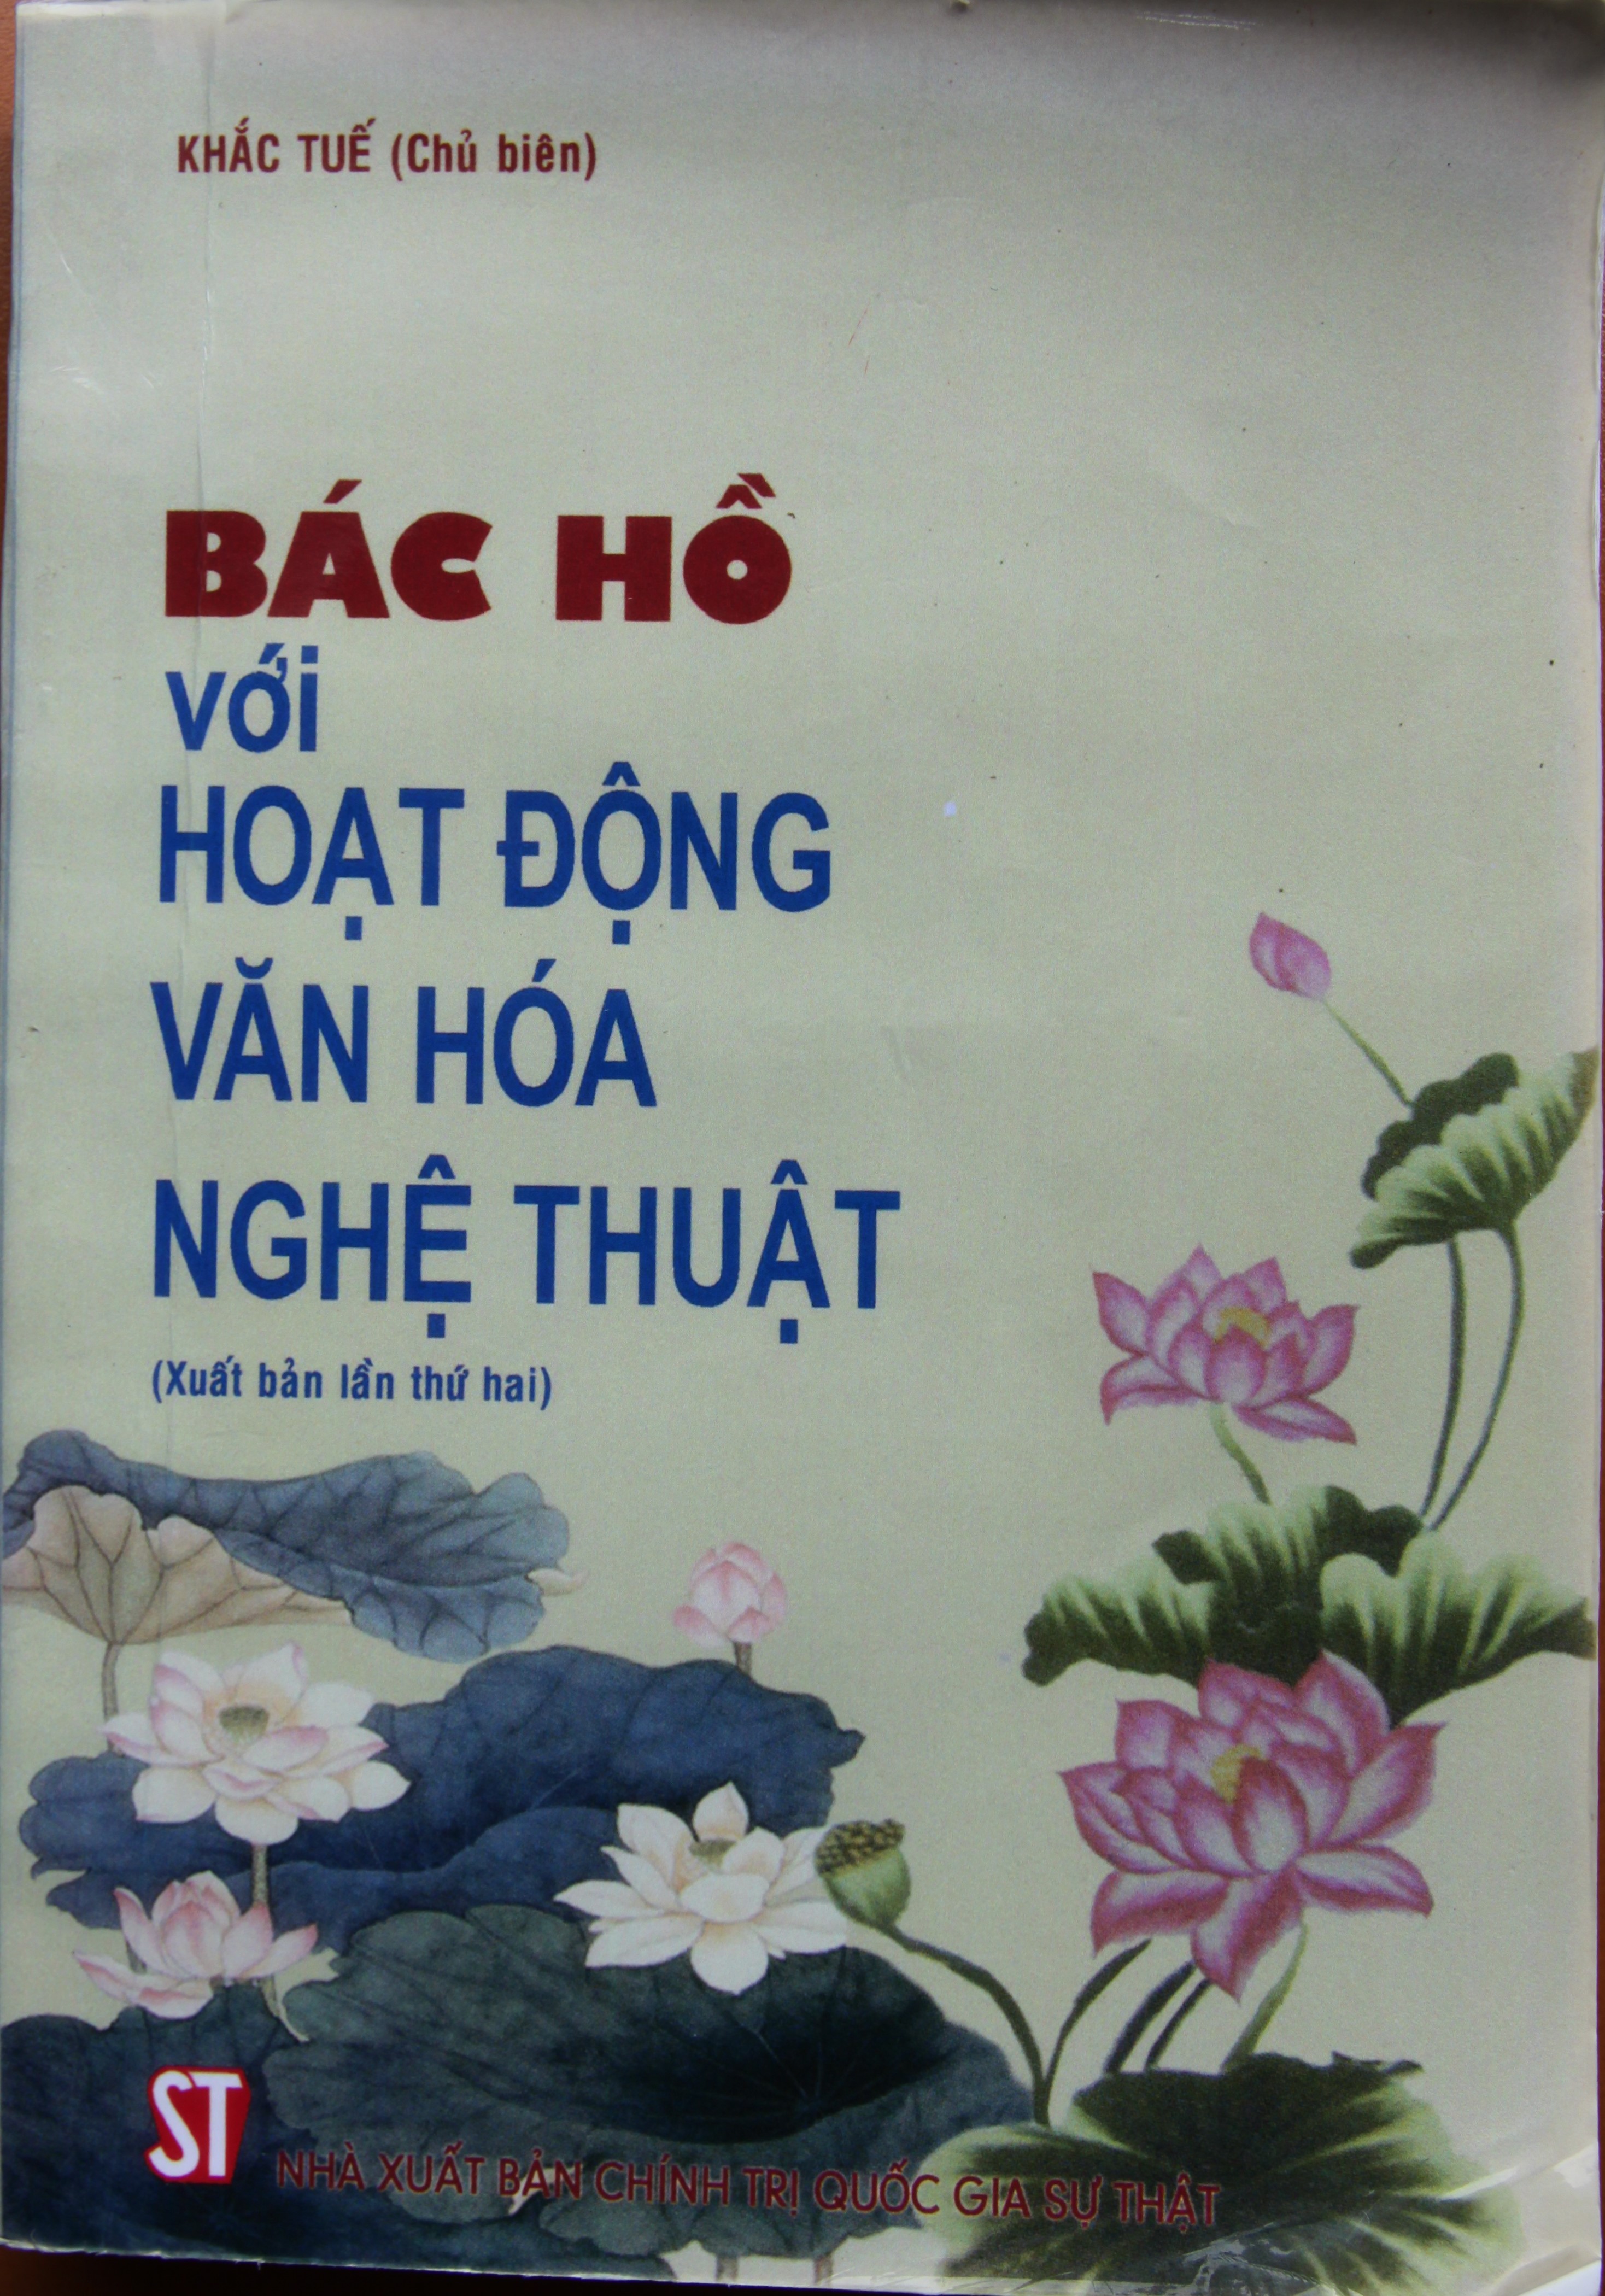 KHẮC TUẾ (Chủ biên)
BÁC HỒ
với
HOẠT ĐỘNG
VĂN HÓA
NGHỆ THUẬT
(Xuất bản lần thứ hai)
ST
NHÀ XUẤT BẢN CHÍNH TRỊ QUỐC GIA SỰ THẬT